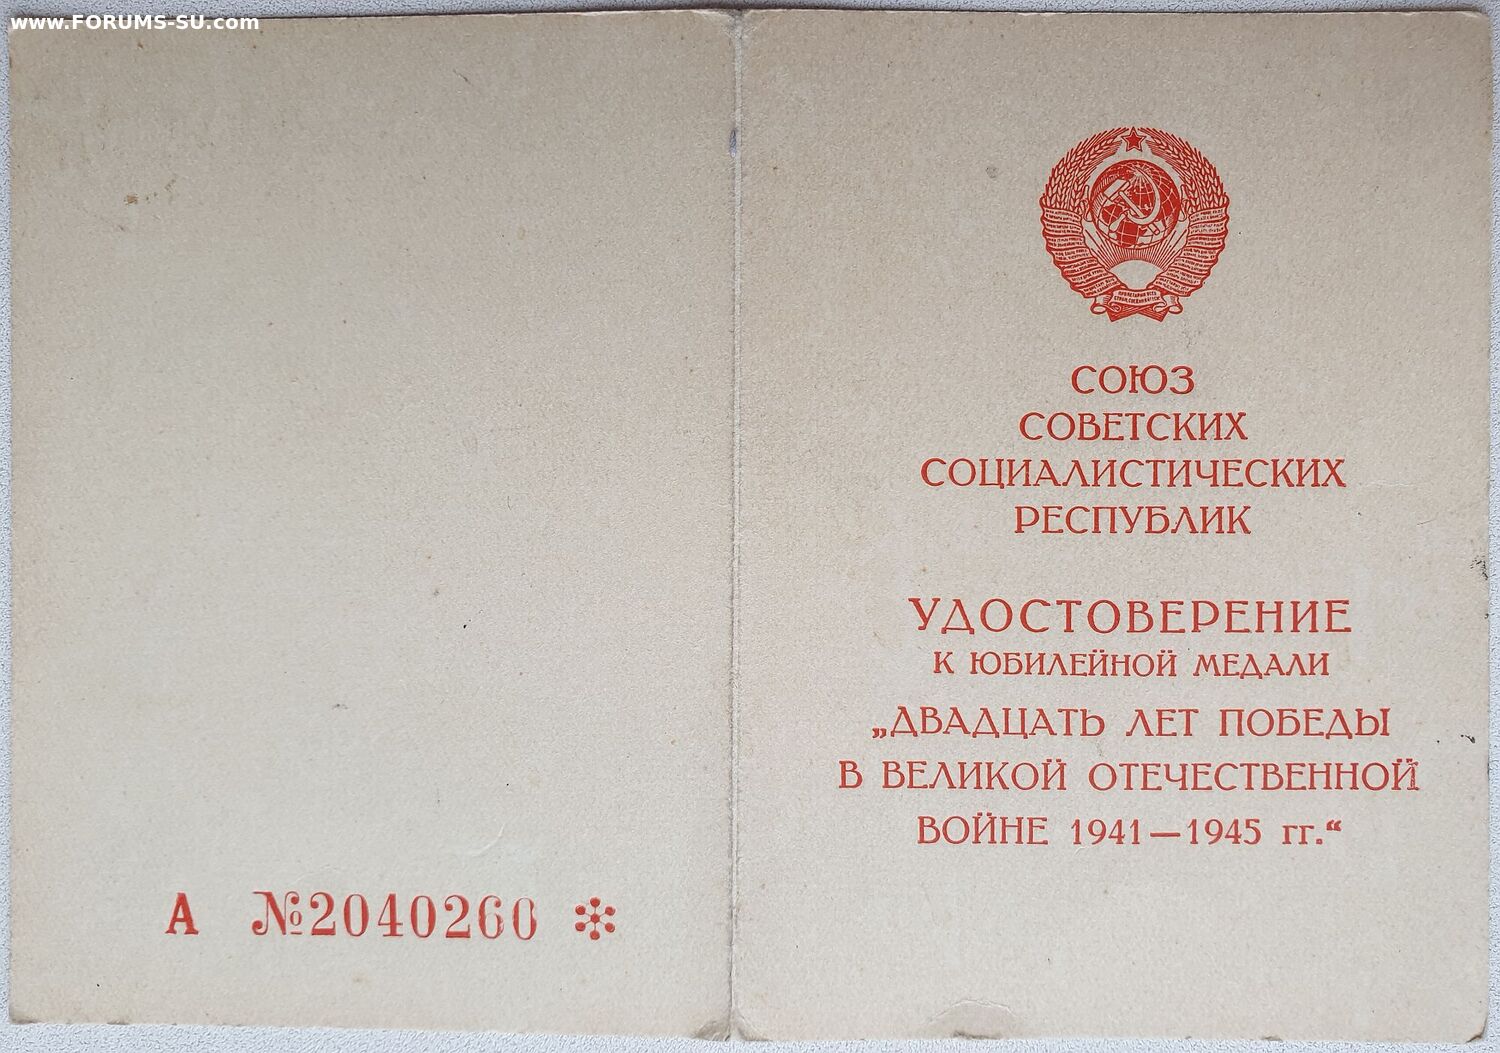 www.FORUMS-SU.com
А №2040260
СОЮЗ
СОВЕТСКИХ
СОЦИАЛИСТИЧЕСКИХ
РЕСПУБЛИК
УДОСТОВЕРЕНИЕ
К ЮБИЛЕЙНОЙ МЕДАЛИ
„ДВАДЦАТЬ ЛЕТ ПОБЕДЫ
В ВЕЛИКОЙ ОТЕЧЕСТВЕННОЙ
ВОЙНЕ 1941—1945 гг.“